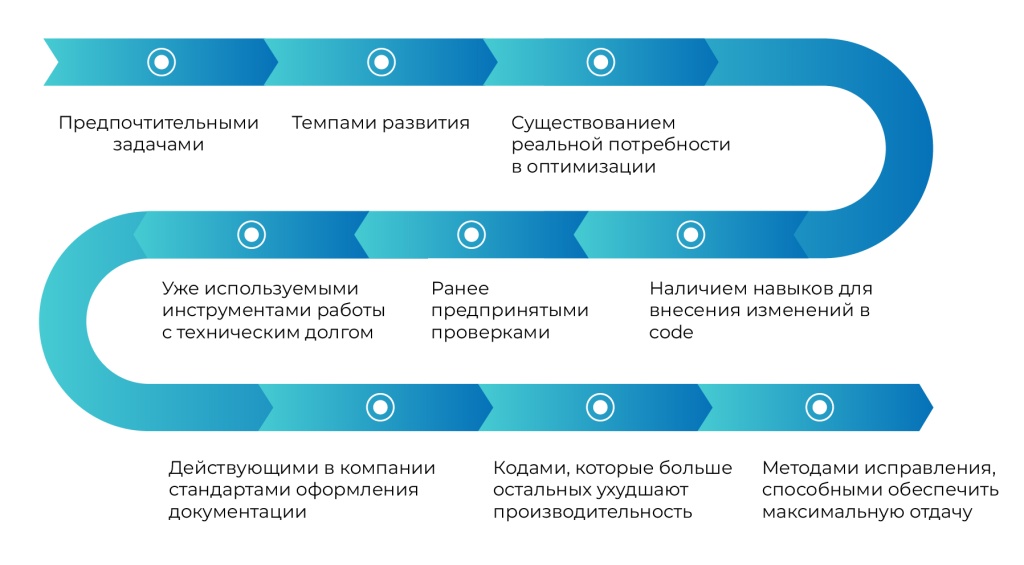 Предпочтительными
задачами
Темпами развития
Существованием
реальной потребности
в оптимизации
Наличием навыков для
внесения изменений в
code
Ранее
предпринятыми
проверками
Уже используемыми
инструментами работы
с техническим долгом
Действующими в компании
стандартами оформления
документации
Кодами, которые больше
остальных ухудшают
производительность
Методами исправления,
способными обеспечить
максимальную отдачу